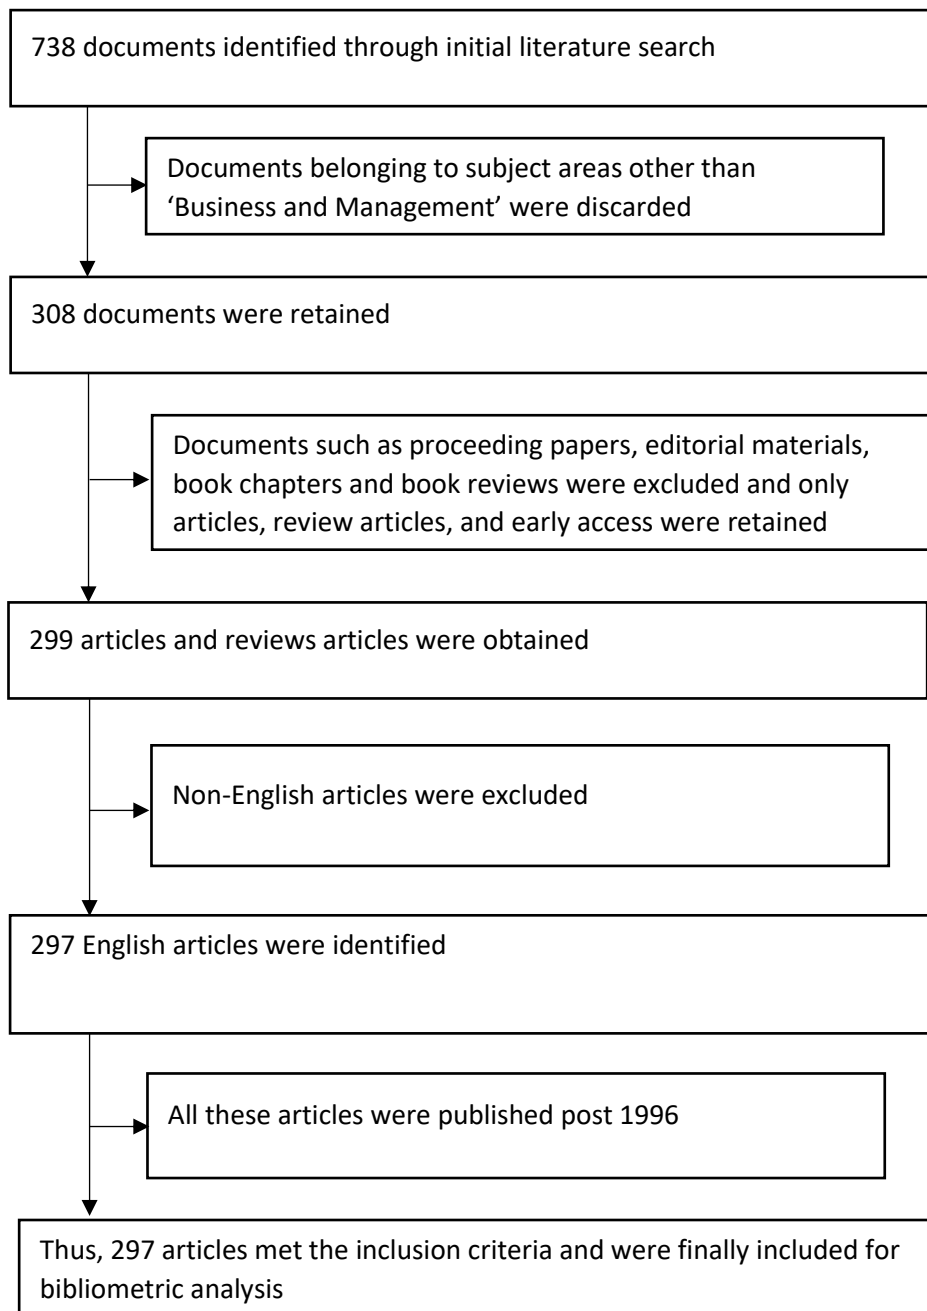 738 documents identified through initial literature search
Documents belonging to subject areas other than
‘Business and Management’ were discarded
308 documents were retained
Documents such as proceeding papers, editorial materials,
book chapters and book reviews were excluded and only
articles, review articles, and early access were retained
299 articles and reviews articles were obtained
Non-English articles were excluded
297 English articles were identified
All these articles were published post 1996
Thus, 297 articles met the inclusion criteria and were finally included for
bibliometric analysis